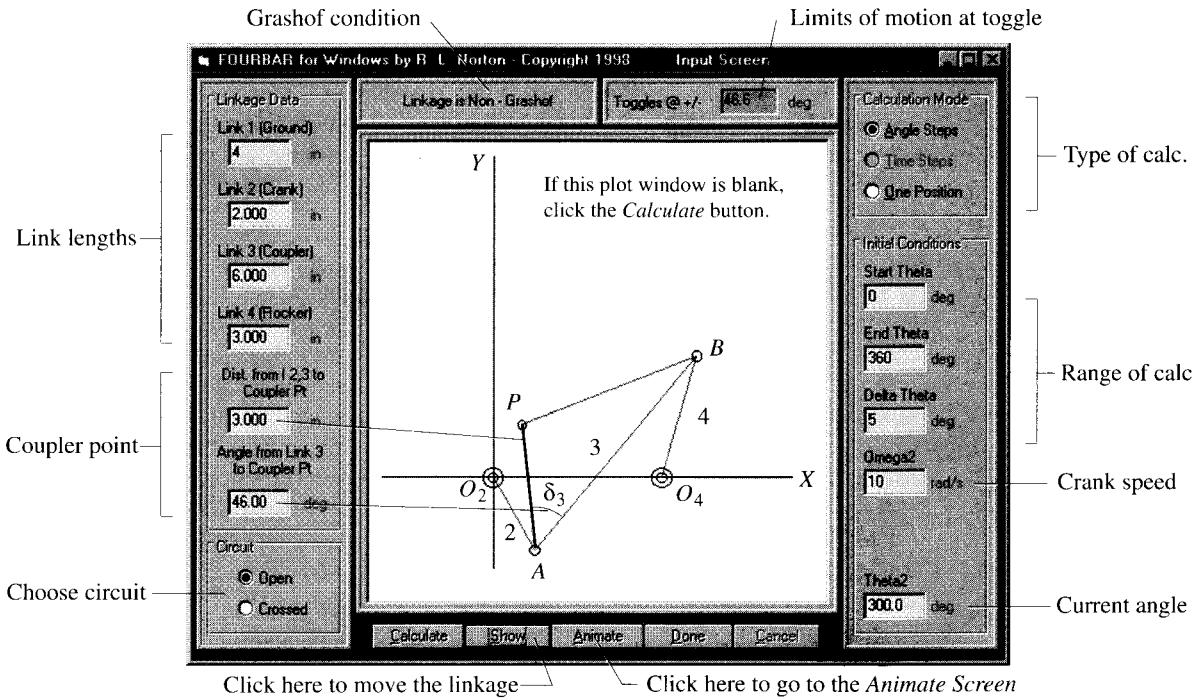 Grashof condition
Limits of motion at toggle
FOURBAR for Windows by R. L. Norton - Copyright 1998 Input Screen
Linkage Data
Linkage is Non - Grashof
Toggles @ +/- 48.6 deg
Calculation Mode
Link 1 (Ground)
4 in
Link 2 (Crank)
2.000 in
Link 3 (Coupler)
6.000 in
Link 4 (Rocker)
3.000 in
Dist. from I 2,3 to
Coupler Pt
3.000 in
Angle from Link 3
to Coupler Pt
46.00 deg
Circuit
Open
Crossed
Link lengths
Coupler point
Choose circuit
Y
If this plot window is blank,
click the Calculate button.
B
P
4
3
X
O2
δ3
O4
2
A
Angle Steps
Time Steps
One Position
Initial Conditions
Start Theta
0 deg
End Theta
360 deg
Delta Theta
5 deg
Omega2
10 rad/s
Theta2
300.0 deg
Type of calc.
Range of calc
Crank speed
Current angle
Calculate Show Animate Done Cancel
Click here to move the linkage
Click here to go to the Animate Screen